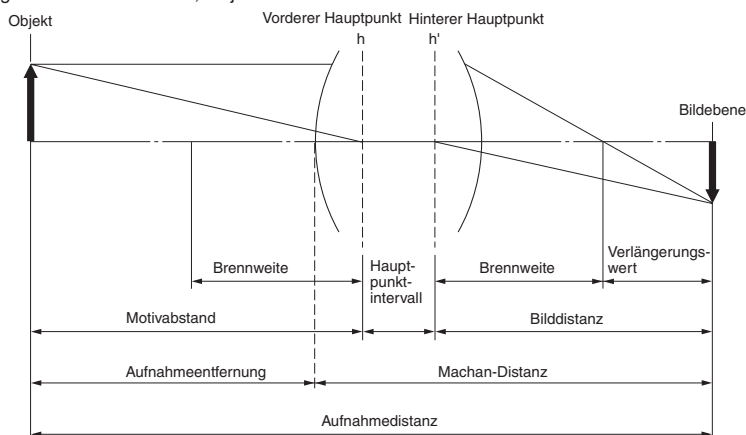 Objekt
Vorderer Hauptpunkt
Hinterer Hauptpunkt
h
h'
Bildebene
Brennweite
Haupt-
punkt-
intervall
Brennweite
Verlängerungs-
wert
Motivabstand
Bilddistanz
Aufnahmeentfernung
Machan-Distanz
Aufnahmedistanz